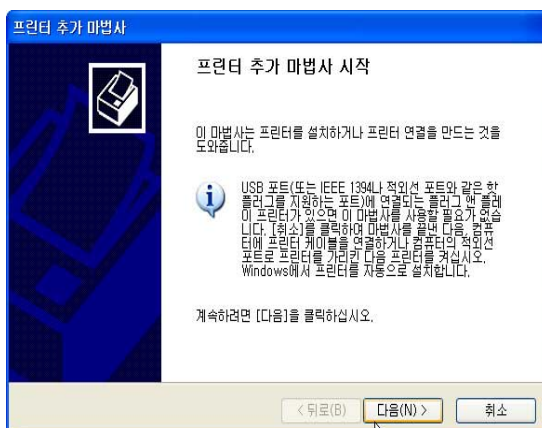 프린터 추가 마법사
프린터 추가 마법사 시작
이 마법사는 프린터를 설치하거나 프린터 연결을 만드는 것을
도와줍니다.
USB 포트(또는 IEEE 1394나 적외선 포트와 같은 핫
플러그를 지원하는 포트)에 연결되는 플러그 앤 플레
이 프린터가 있으면 이 마법사를 사용할 필요가 없습
니다. [취소]를 클릭하여 마법사를 끝낸 다음, 컴퓨
터에 프린터 케이블을 연결하거나 컴퓨터의 적외선
포트로 프린터를 가리킨 다음 프린터를 켜십시오.
Windows에서 프린터를 자동으로 설치합니다.
계속하려면 [다음]을 클릭하십시오.
< 뒤로(B) 다음(N) > 취소